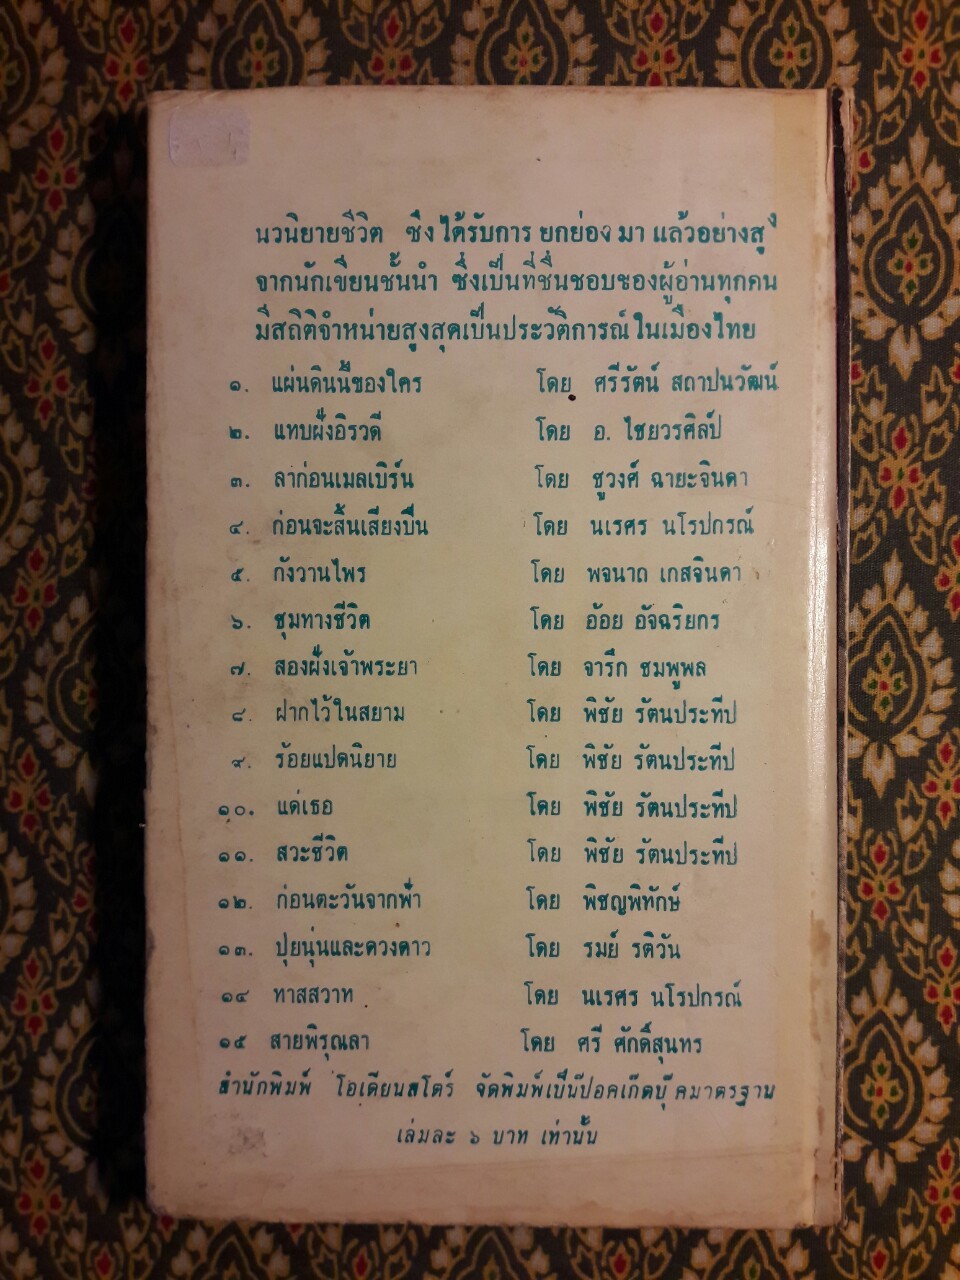 นวนิยายชีวิต ซึ่งได้รับการ ยกย่อง มา แล้วอย่างสูง
จากนักเขียนชั้นนำ ซึ่งเป็นที่ชื่นชอบของผู้อ่านทุกคน
มีสถิติจำหน่ายสูงสุดเป็นประวัติการณ์ในเมืองไทย
๑. แผ่นดินนี้ของใคร โดย ศรีรัตน์ สถาปนวัฒน์
๒. แทบฝั่งอิรวดี โดย อ. ไชยวรศิลป์
๓. ลาก่อนเมลเบิร์น โดย ชูวงศ์ ฉายะจินดา
๔. ก่อนจะสิ้นเสียงปืน โดย นเรศร นโรปกรณ์
๕. กังวานไพร โดย พจนาถ เกสจินดา
๖. ชุมทางชีวิต โดย อ้อย อัจฉริยกร
๗. สองฝั่งเจ้าพระยา โดย จารึก ชมพูพล
๘. ฝากไว้ในสยาม โดย พิชัย รัตนประทีป
๙. ร้อยแปดนิยาย โดย พิชัย รัตนประทีป
๑๐. แด่เธอ โดย พิชัย รัตนประทีป
๑๑. สวะชีวิต โดย พิชัย รัตนประทีป
๑๒. ก่อนตะวันจากฟ้า โดย พิชญพิทักษ์
๑๓. ปุยนุ่นและดวงดาว โดย รมย์ รติวัน
๑๔ ทาสสวาท โดย นเรศร นโรปกรณ์
๑๕ สายพิรุณลา โดย ศรี ศักดิ์สุนทร
สำนักพิมพ์ โอเดียนสโตร์ จัดพิมพ์เป็นป๊อคเก็ตบุ๊คมาตรฐาน
เล่มละ ๖ บาท เท่านั้น